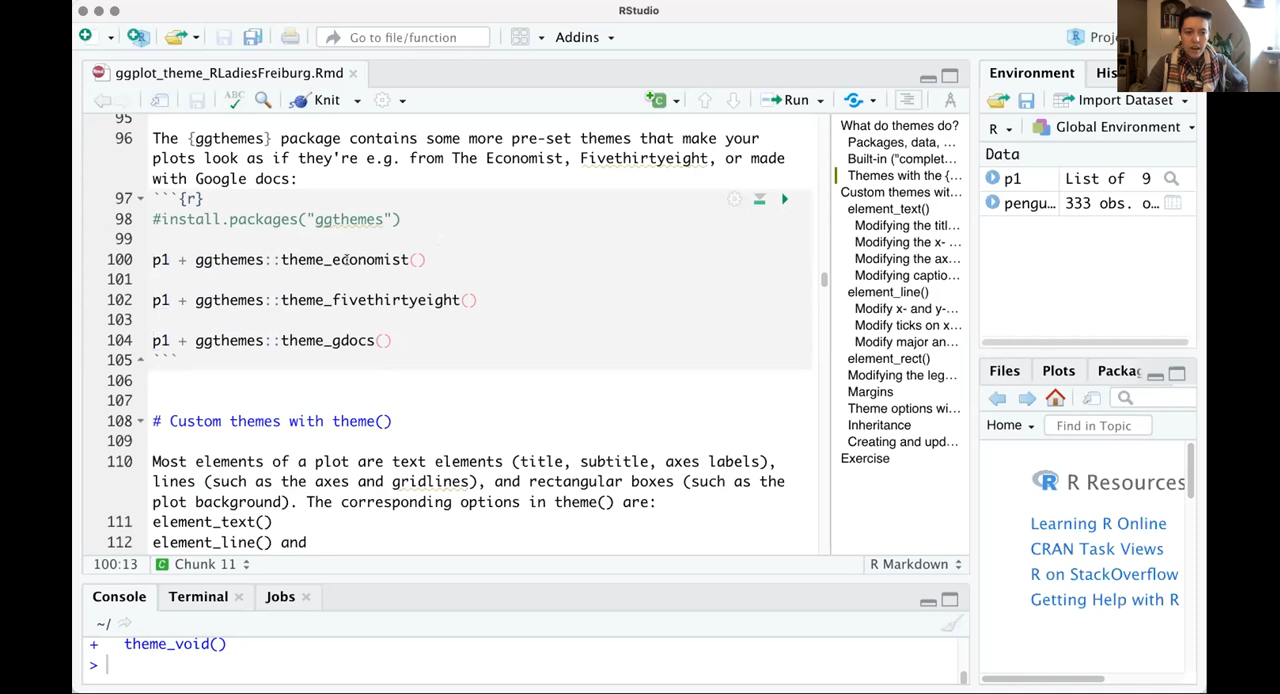 RStudio
Go to file/function
Addins
Proje
ggplot_theme_RLadiesFreiburg.Rmd
Environment
His
ABC
Knit
Run
Import Dataset
R
Global Environment
Data
p1 List of 9
pengu… 333 obs. o…
95
96 The {ggthemes} package contains some more pre-set themes that make your
plots look as if they're e.g. from The Economist, Fivethirtyeight, or made
with Google docs:
97 ```{r}
98 #install.packages("ggthemes")
99
100 p1 + ggthemes::theme_economist()
101
102 p1 + ggthemes::theme_fivethirtyeight()
103
104 p1 + ggthemes::theme_gdocs()
105 ```
106
107
108 # Custom themes with theme()
109
110 Most elements of a plot are text elements (title, subtitle, axes labels),
lines (such as the axes and gridlines), and rectangular boxes (such as the
plot background). The corresponding options in theme() are:
111 element_text()
112 element_line() and
What do themes do?
Packages, data, …
Built-in ("complet…
Themes with the {…
Custom themes wit…
element_text()
Modifying the titl…
Modifying the x- …
Modifying the ax…
Modifying captio…
element_line()
Modify x- and y-…
Modify ticks on x…
Modify major an…
element_rect()
Modifying the leg…
Margins
Theme options wi…
Inheritance
Creating and upd…
Exercise
100:13
Chunk 11
R Markdown
Files
Plots
Packag
Home
Find in Topic
R Resources
Learning R Online
CRAN Task Views
R on StackOverflow
Getting Help with R
Console
Terminal
Jobs
~/
+ theme_void()
>